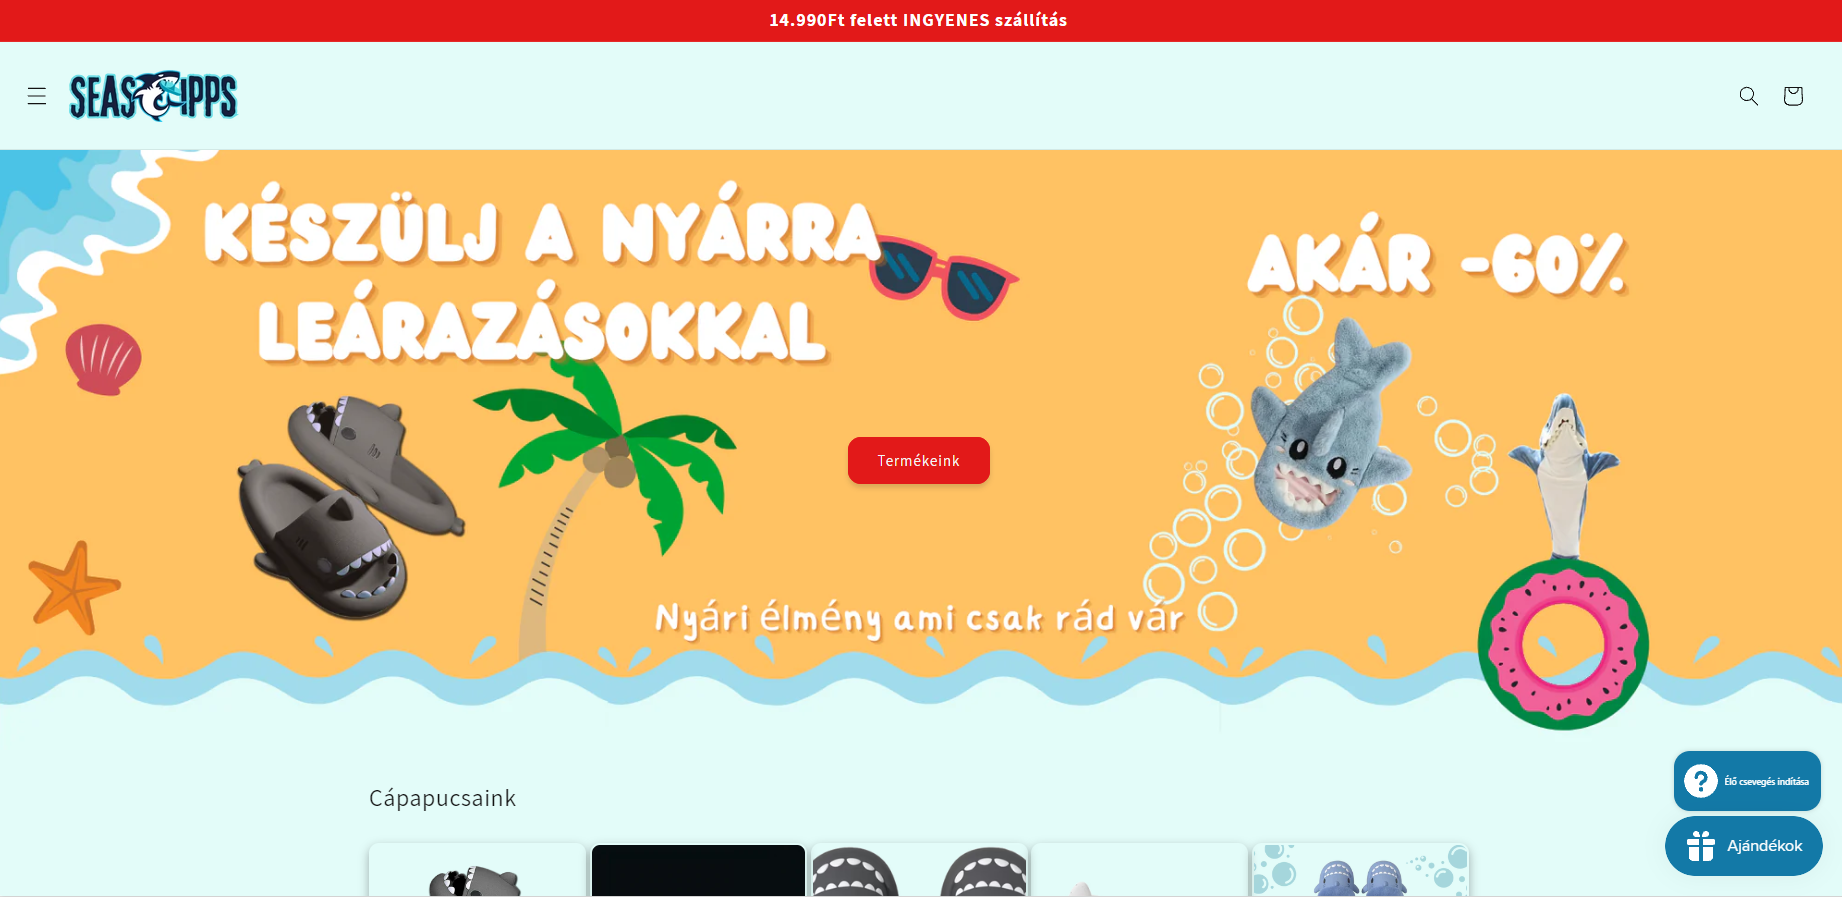 14.990Ft felett INGYENES szállítás
SEASLIPPS
KÉSZÜLJ A NYÁRRA
LEÁRAZÁSOKKAL
AKÁR -60%
Termékeink
Nyári élmény ami csak rád vár
Cápapucsaink
Élő csevegés indítása
Ajándékok